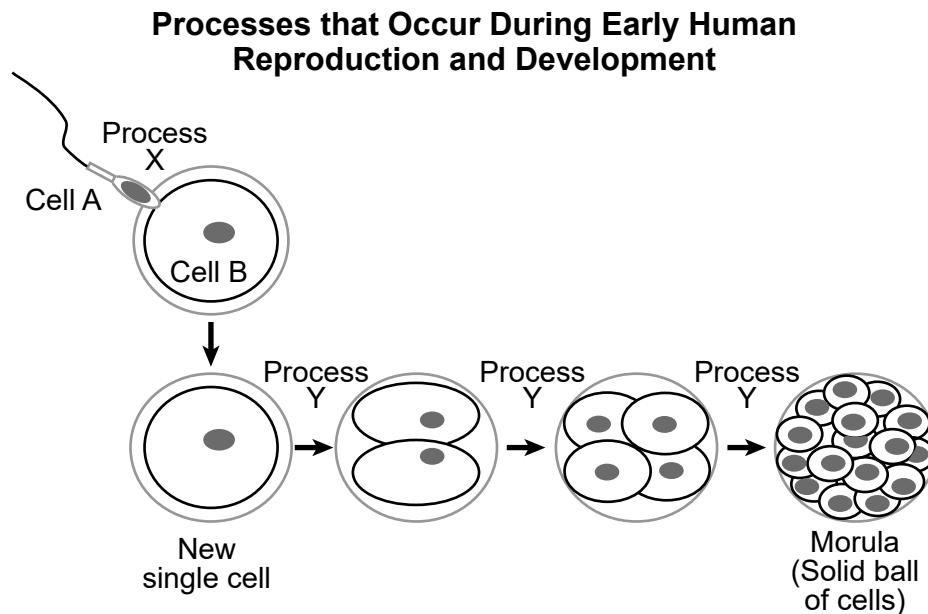 Processes that Occur During Early Human
Reproduction and Development
Process
X
Cell A
Cell B
Process
Y
Process
Y
Process
Y
New
single cell
Morula
(Solid ball
of cells)